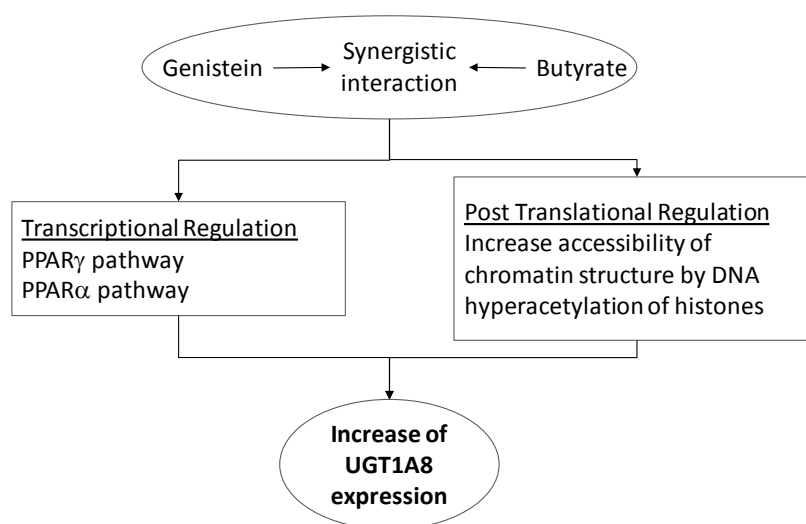 Genistein
Synergistic
interaction
Butyrate
Transcriptional Regulation
PPARγ pathway
PPARα pathway
Post Translational Regulation
Increase accessibility of
chromatin structure by DNA
hyperacetylation of histones
Increase of
UGT1A8
expression